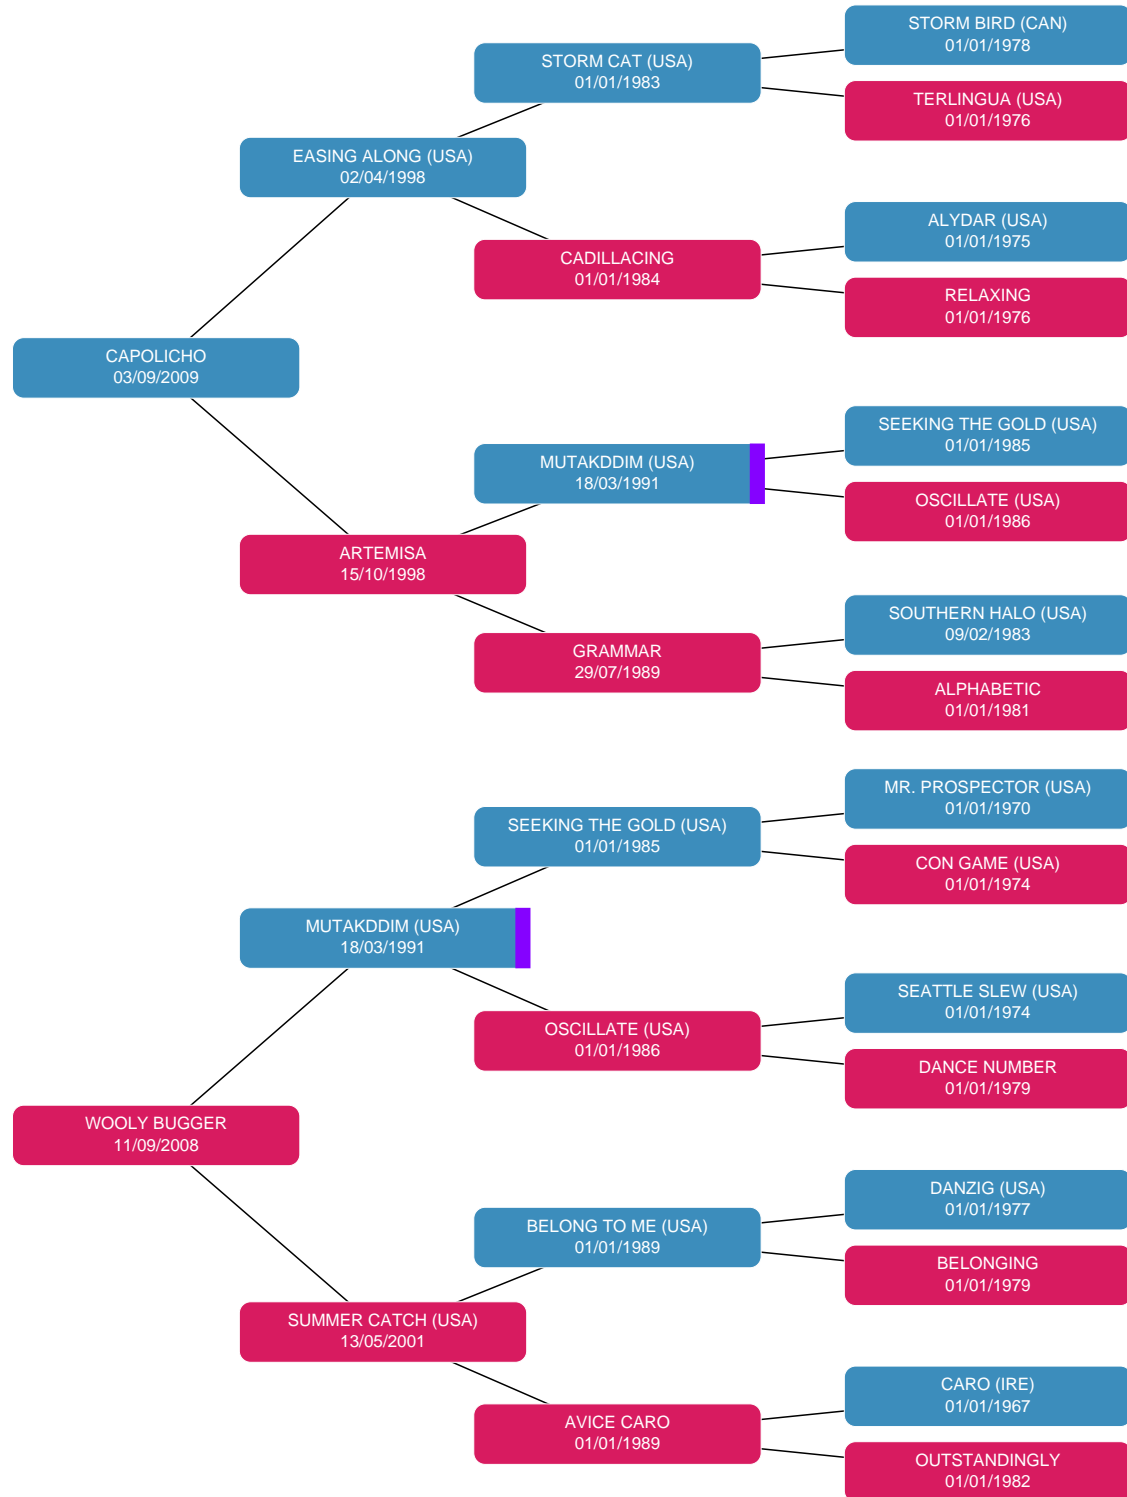 STORM BIRD (CAN)
01/01/1978
STORM CAT (USA)
01/01/1983
TERLINGUA (USA)
01/01/1976
EASING ALONG (USA)
02/04/1998
ALYDAR (USA)
01/01/1975
CADILLACING
01/01/1984
RELAXING
01/01/1976
CAPOLICHO
03/09/2009
SEEKING THE GOLD (USA)
01/01/1985
MUTAKDDIM (USA)
18/03/1991
OSCILLATE (USA)
01/01/1986
ARTEMISA
15/10/1998
SOUTHERN HALO (USA)
09/02/1983
GRAMMAR
29/07/1989
ALPHABETIC
01/01/1981
MR. PROSPECTOR (USA)
01/01/1970
SEEKING THE GOLD (USA)
01/01/1985
CON GAME (USA)
01/01/1974
MUTAKDDIM (USA)
18/03/1991
SEATTLE SLEW (USA)
01/01/1974
OSCILLATE (USA)
01/01/1986
DANCE NUMBER
01/01/1979
WOOLY BUGGER
11/09/2008
DANZIG (USA)
01/01/1977
BELONG TO ME (USA)
01/01/1989
BELONGING
01/01/1979
SUMMER CATCH (USA)
13/05/2001
CARO (IRE)
01/01/1967
AVICE CARO
01/01/1989
OUTSTANDINGLY
01/01/1982